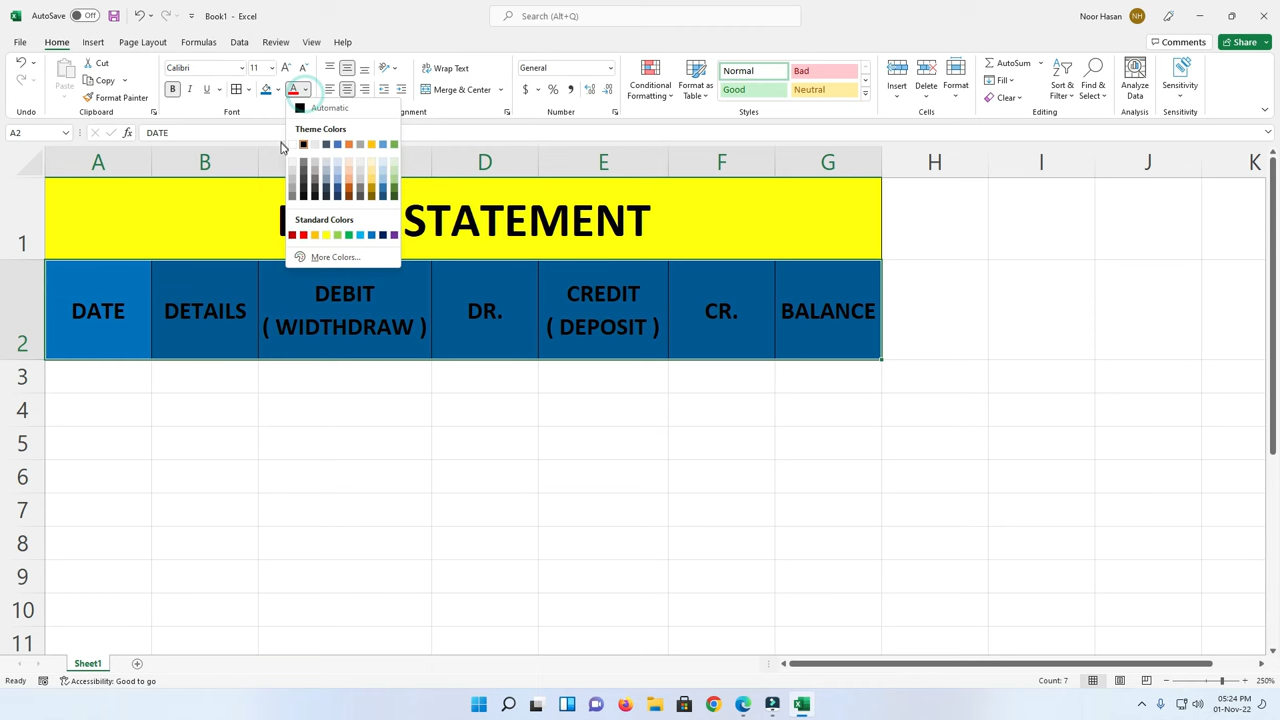 AutoSave Off Book1 - Excel Search (Alt+Q) Noor Hasan NH
File Home Insert Page Layout Formulas Data Review View Help Comments Share
Cut Calibri 11 Wrap Text General Normal Bad AutoSum
Copy Fill
Format Painter Merge & Center Good Neutral
Paste Conditional Formatting Format as Table Insert Delete Format Sort & Filter Find & Select Analyze Data Sensitivity
Undo Clipboard Font Number Styles Cells Editing Analysis Sensitivity
A2 DATE
Automatic
Theme Colors
Standard Colors
More Colors...
A B D E F G H I J K
1 STATEMENT
2 DATE DETAILS DEBIT ( WIDTHDRAW ) DR. CREDIT ( DEPOSIT ) CR. BALANCE
3
4
5
6
7
8
9
10
11
Sheet1
Ready Accessibility: Good to go Count: 7 250%
05:24 PM
01-Nov-22